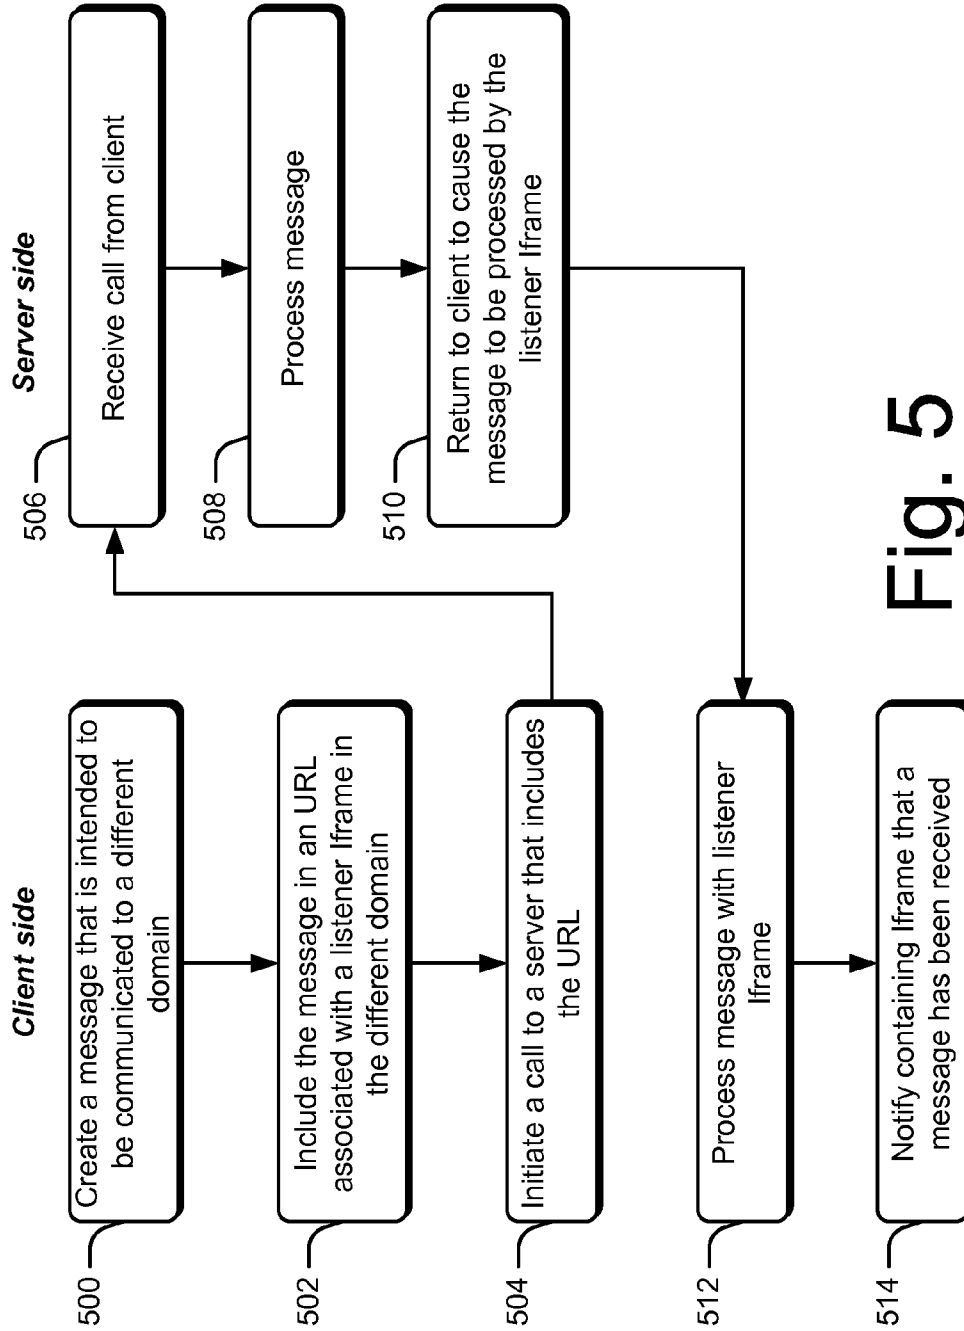 Client side
500
Create a message that is intended to
be communicated to a different
domain
502
Include the message in an URL
associated with a listener Iframe in
the different domain
504
Initiate a call to a server that includes
the URL
Server side
506
Receive call from client
508
Process message
510
Return to client to cause the
message to be processed by the
listener Iframe
512
Process message with listener
Iframe
514
Notify containing Iframe that a
message has been received
Fig. 5